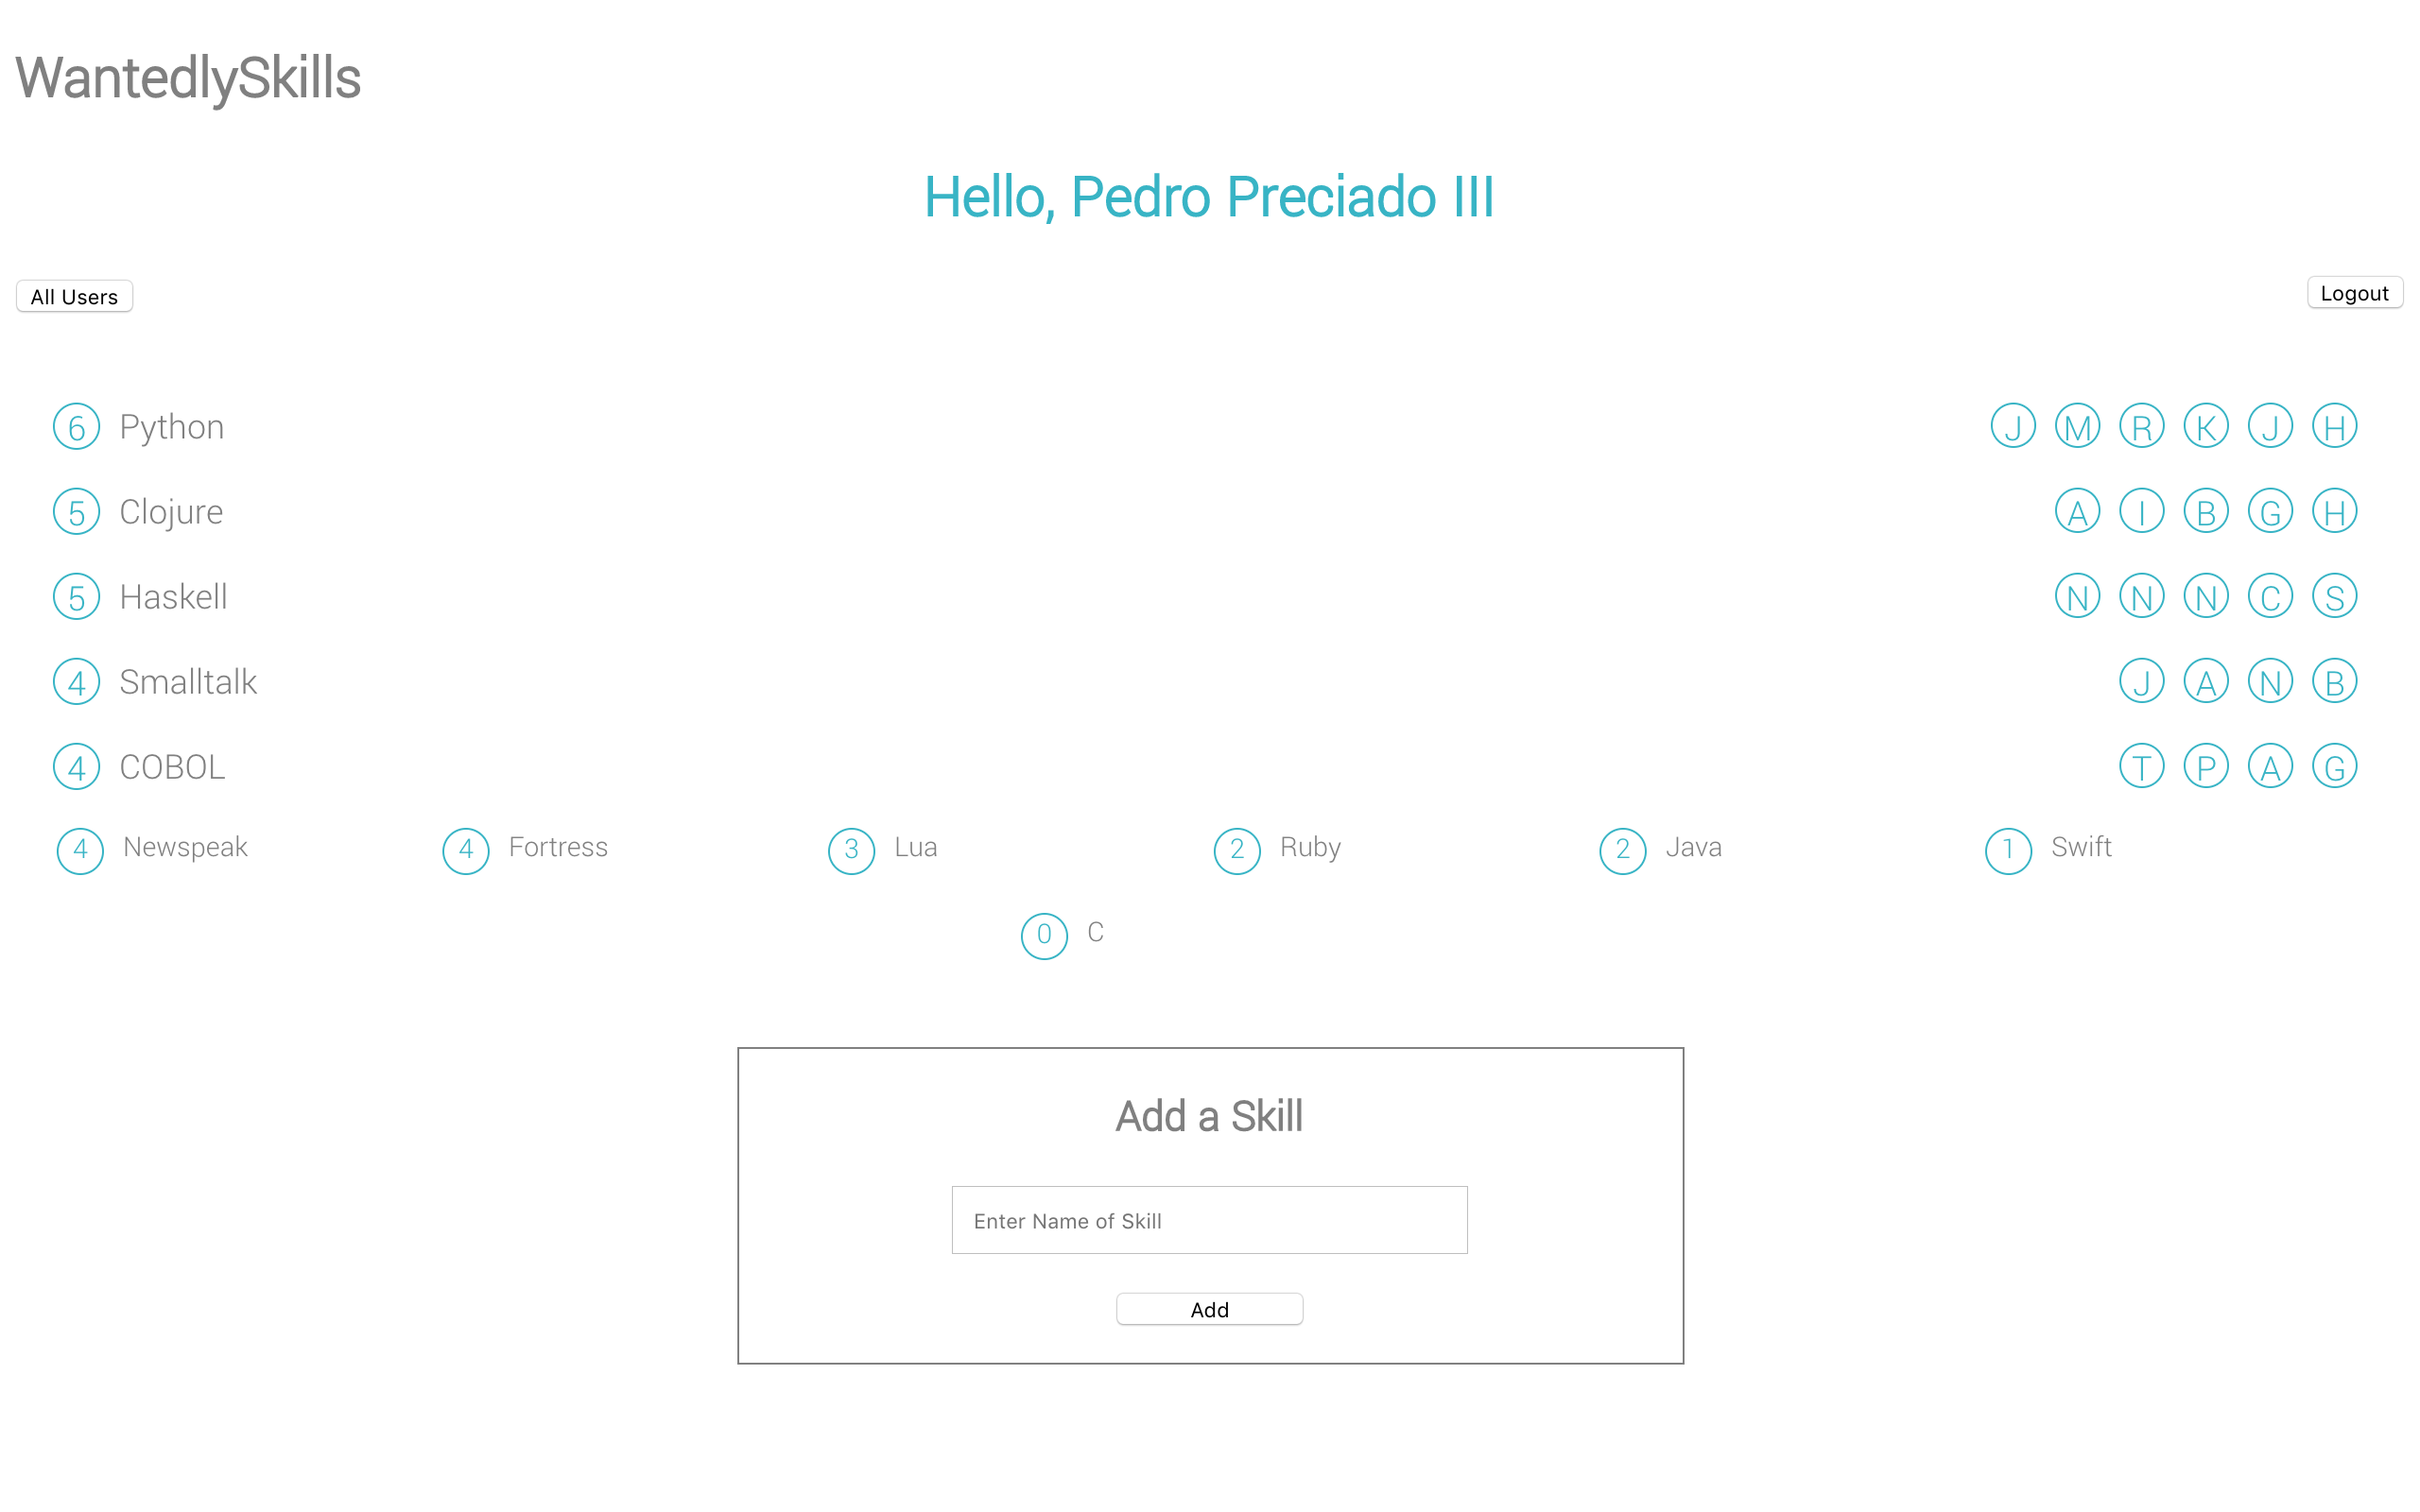 WantedlySkills
Hello, Pedro Preciado III
All Users Logout
6 Python J M R K J H
5 Clojure A I B G H
5 Haskell N N N C S
4 Smalltalk J A N B
4 COBOL T P A G
4 Newspeak 4 Fortress 3 Lua 2 Ruby 2 Java 1 Swift
0 C
Add a Skill
Enter Name of Skill
Add